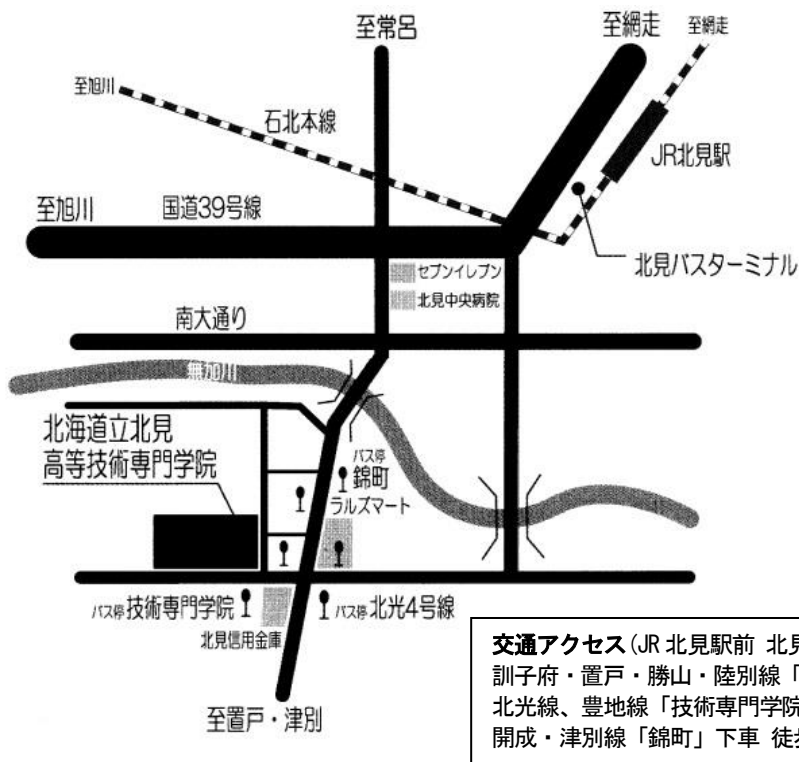 至常呂
至網走
至網走
至旭川
石北本線
JR北見駅
至旭川
国道39号線
北見バスターミナル
セブンイレブン
北見中央病院
南大通り
無加川
北海道立北見
高等技術専門学院
バス停
錦町
ラルズマート
バス停技術専門学院
バス停北光4号線
北見信用金庫
至置戸・津別
交通アクセス(JR 北見駅前 北見
訓子府・置戸・勝山・陸別線「
北光線、豊地線「技術専門学院
開成・津別線「錦町」下車 徒歩